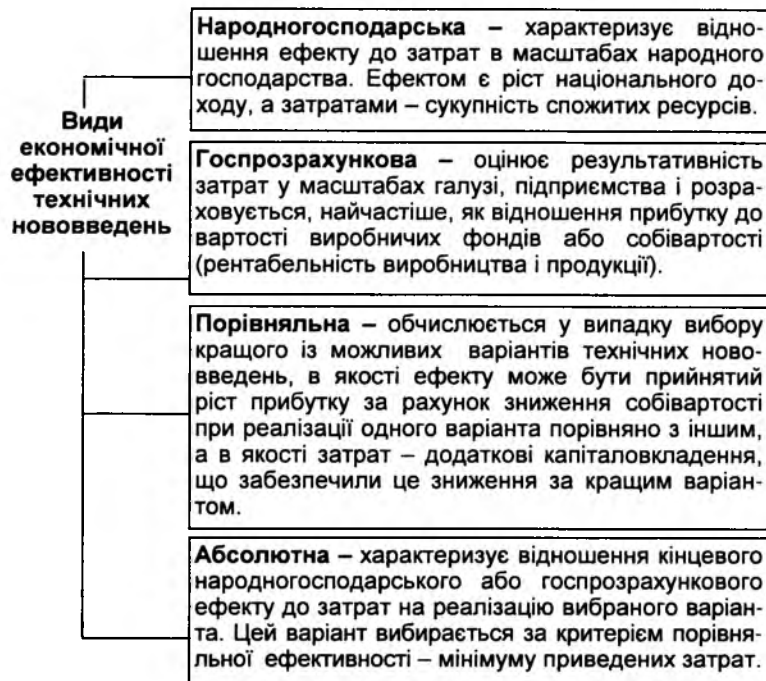 Види
економічної
ефективності
технічних
нововведень
Народногосподарська – характеризує відно-
шення ефекту до затрат в масштабах народного
господарства. Ефектом є ріст національного до-
ходу, а затратами – сукупність спожитих ресурсів.
Госпрозрахункова – оцінює результативність
затрат у масштабах галузі, підприємства і розра-
ховується, найчастіше, як відношення прибутку до
вартості виробничих фондів або собівартості
(рентабельність виробництва і продукції).
Порівняльна – обчислюється у випадку вибору
кращого із можливих варіантів технічних ново-
введень, в якості ефекту може бути прийнятий
ріст прибутку за рахунок зниження собівартості
при реалізації одного варіанта порівняно з іншим,
а в якості затрат – додаткові капіталовкладення,
що забезпечили це зниження за кращим варіан-
том.
Абсолютна – характеризує відношення кінцевого
народногосподарського або госпрозрахункового
ефекту до затрат на реалізацію вибраного варіан-
та. Цей варіант вибирається за критерієм порівня-
льної ефективності – мінімуму приведених затрат.